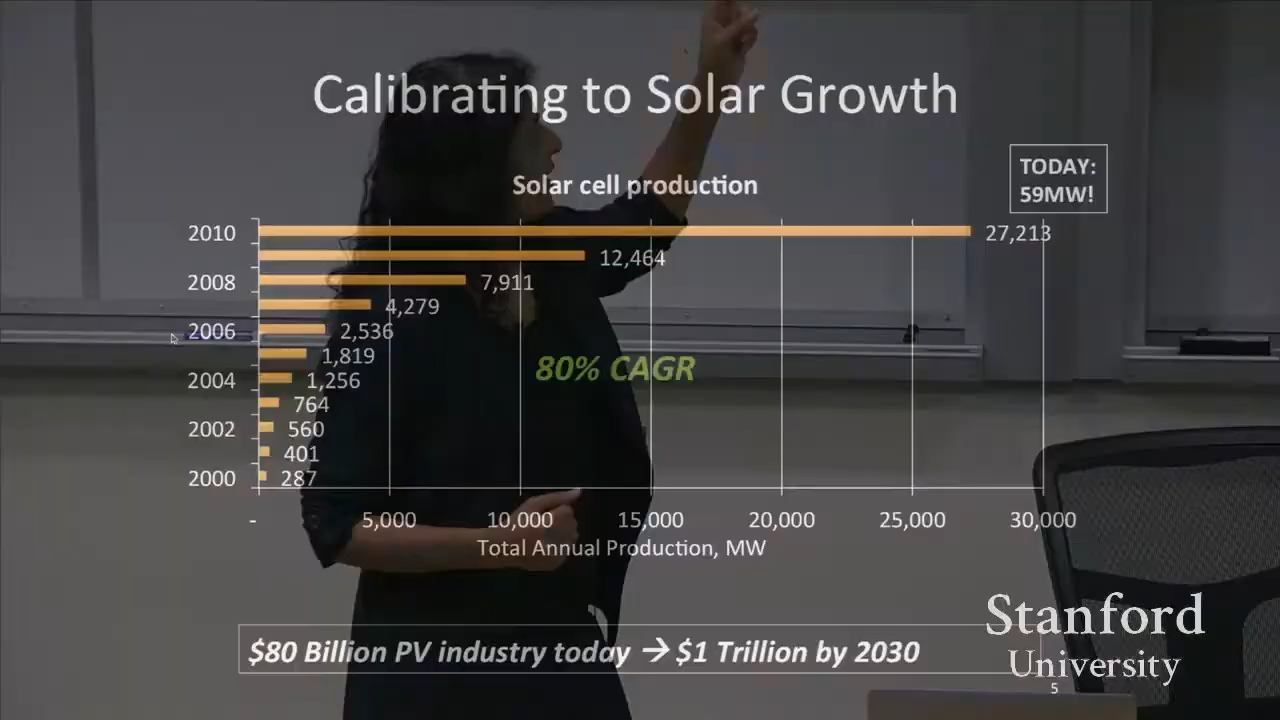 Calibrating to Solar Growth
TODAY:
59MW!
Solar cell production
2010
27,213
12,464
2008
7,911
4,279
2006
2,536
1,819
80% CAGR
2004
1,256
764
2002
560
401
2000
287
-
5,000
10,000
15,000
20,000
25,000
30,000
Total Annual Production, MW
$80 Billion PV industry today → $1 Trillion by 2030
Stanford
University
5